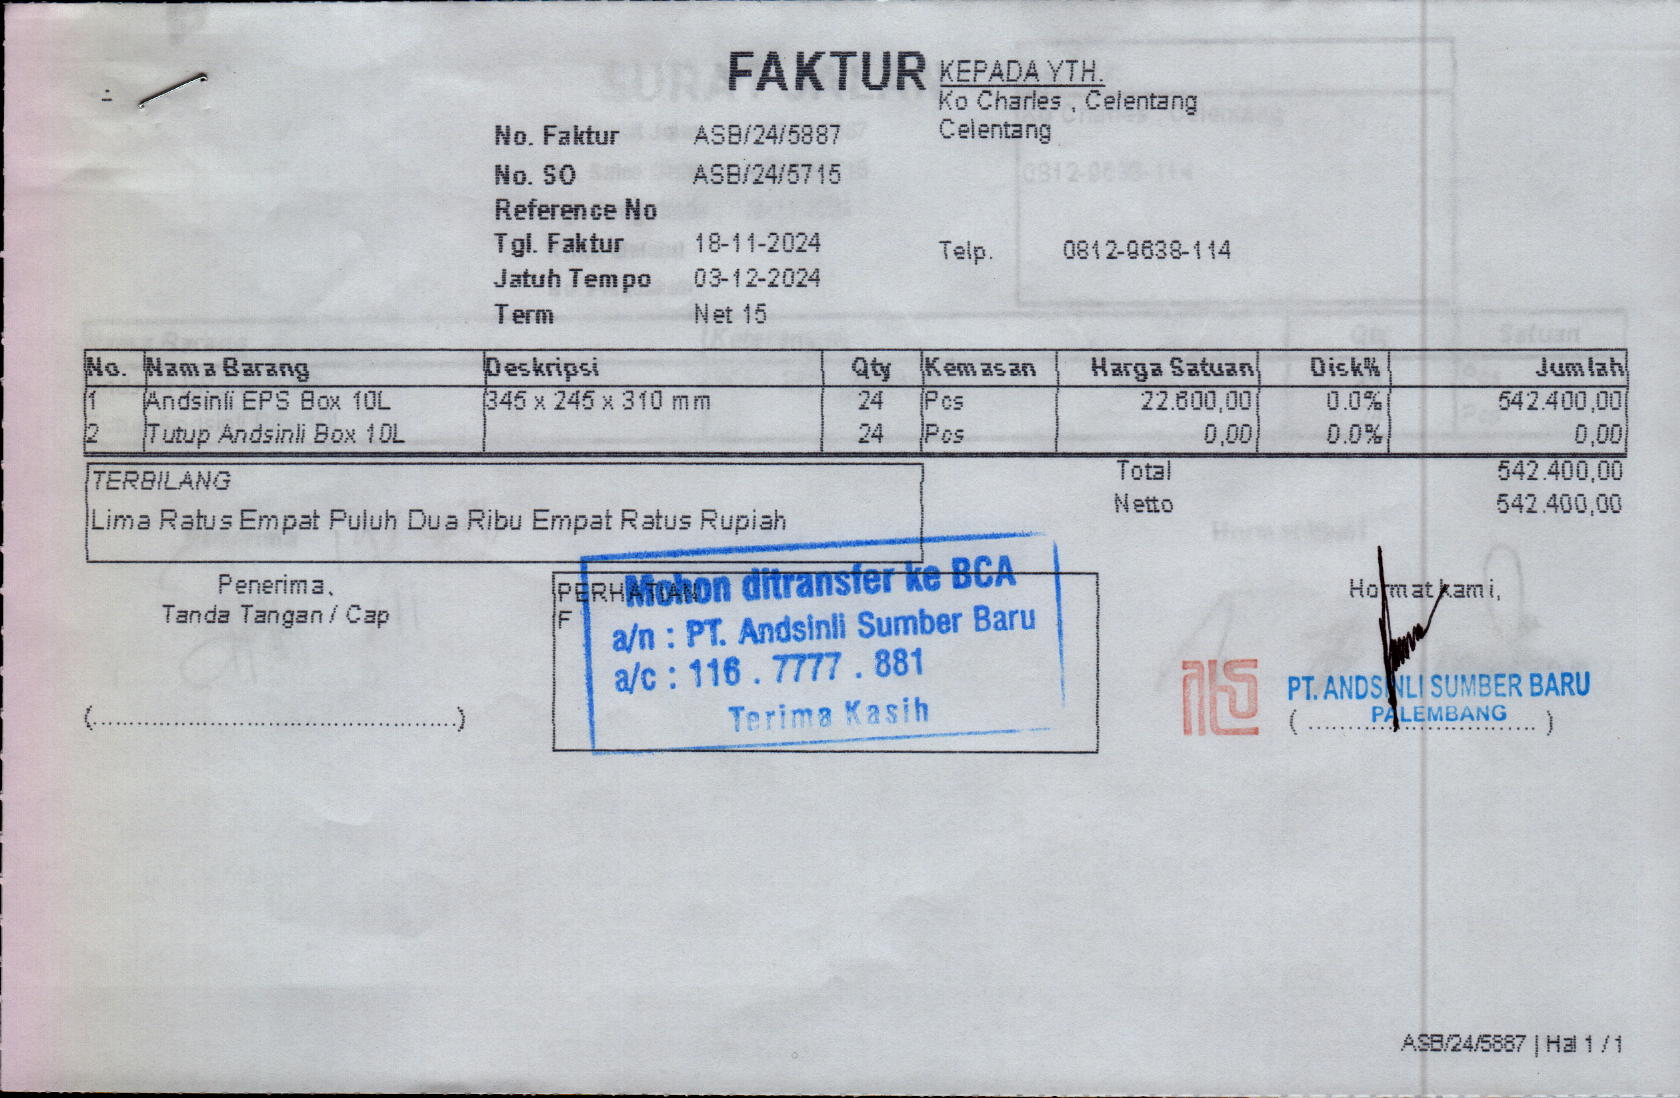 FAKTUR
KEPADA YTH.
Ko Charles , Celentang
Celentang
No. Faktur ASB/24/5887
No. SO ASB/24/5715
Reference No
Tgl. Faktur 18-11-2024
Telp. 0812-9638-114
Jatuh Tempo 03-12-2024
Term Net 15
No. Nama Barang Deskripsi Qty Kemasan Harga Satuan Disk% Jumlah
1 Andsinli EPS Box 10L 345 x 245 x 310 mm 24 Pcs 22.600,00 0.0% 542.400,00
2 Tutup Andsinli Box 10L 24 Pcs 0,00 0.0% 0,00
TERBILANG
Lima Ratus Empat Puluh Dua Ribu Empat Ratus Rupiah
Total 542.400,00
Netto 542.400,00
Penerima,
Tanda Tangan / Cap
(..............................................)
PERHATIAN
F
Mohon ditransfer ke BCA
a/n : PT. Andsinli Sumber Baru
a/c : 116 . 7777 . 881
Terima Kasih
Hormat kami,
PT. ANDSINLI SUMBER BARU
PALEMBANG
( ............................. )
ASB/24/5887 | Hal 1 / 1